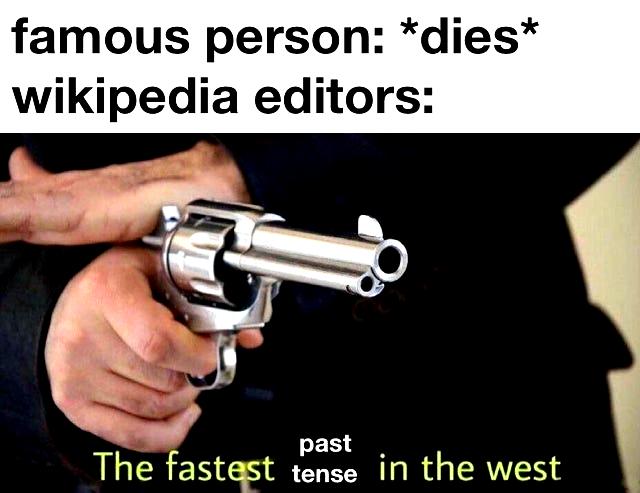 famous person: *dies*
wikipedia editors:
The fastest past tense in the west